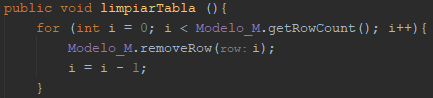 public void limpiarTabla (){
for (int i = 0; i < Modelo_M.getRowCount(); i++){
Modelo_M.removeRow(row: i);
i = i - 1;
}